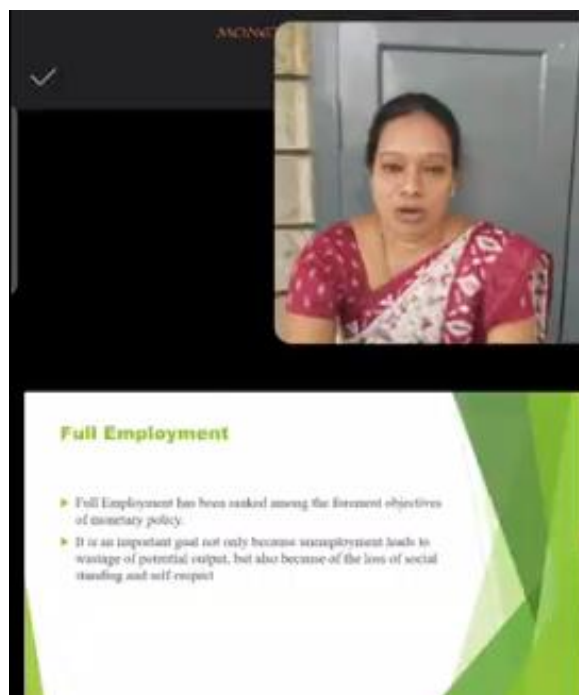 Full Employment
Full Employment has been ranked among the foremost objectives
of monetary policy.
It is an important goal not only because unemployment leads to
wastage of potential output, but also because of the loss of social
standing and self-respect